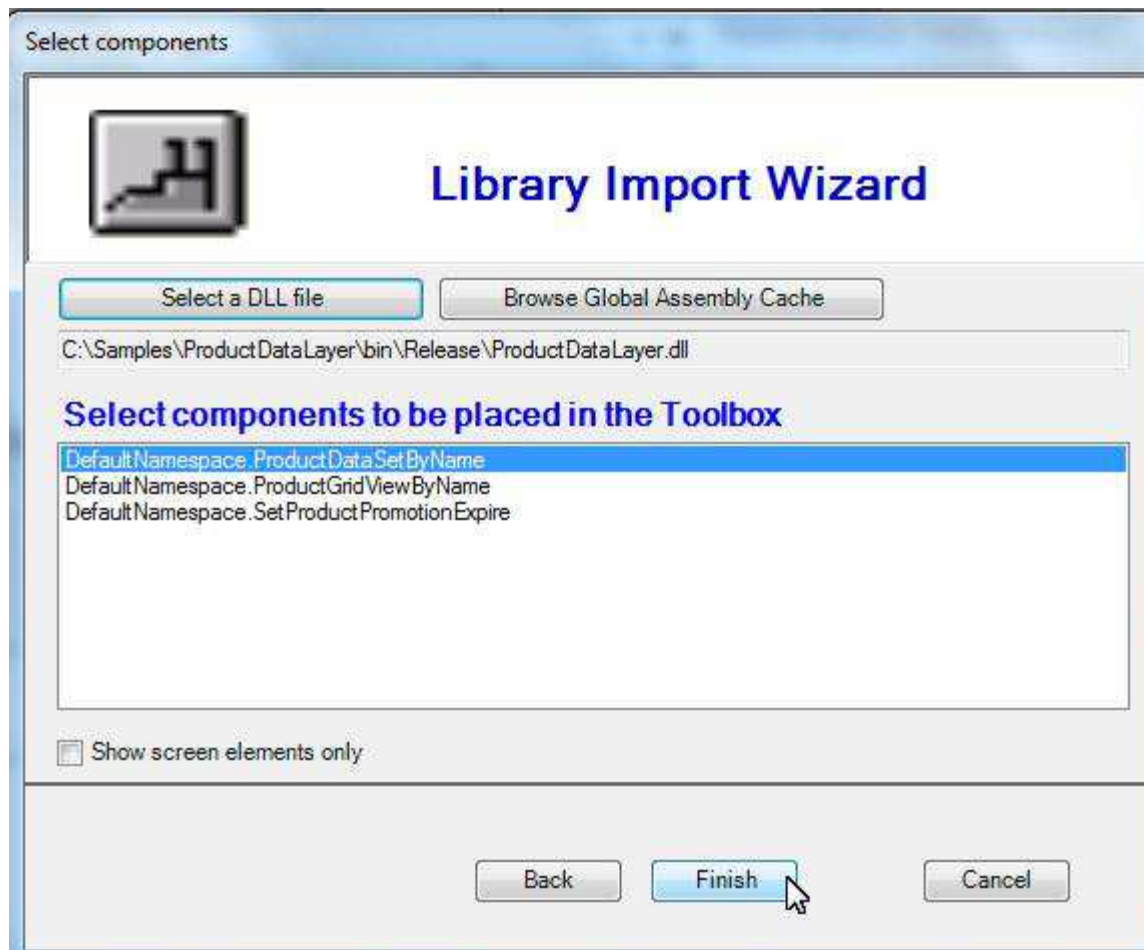 Select components
Library Import Wizard
Select a DLL file
Browse Global Assembly Cache
C:\Samples\ProductDataLayer\bin\Release\ProductDataLayer.dll
Select components to be placed in the Toolbox
DefaultNamespace.ProductDataSetByName
DefaultNamespace.ProductGridViewByName
DefaultNamespace.SetProductPromotionExpire
Show screen elements only
Back
Finish
Cancel